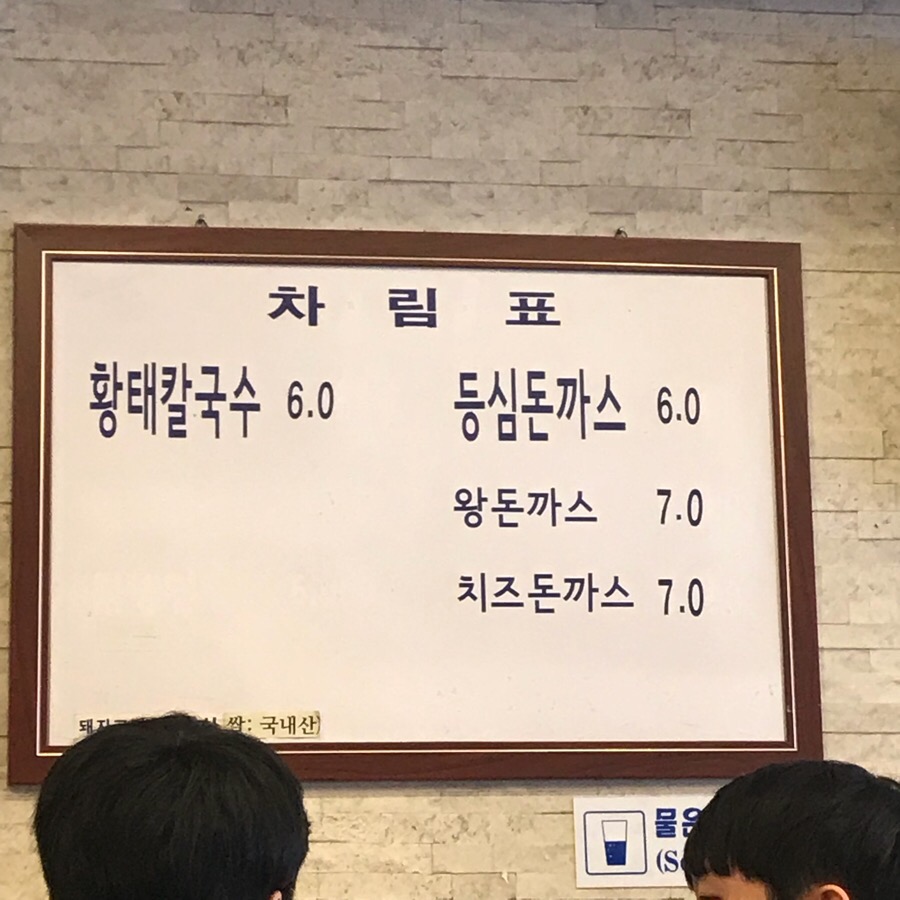 차 림 표
황태칼국수 6.0
등심돈까스 6.0
왕돈까스 7.0
치즈돈까스 7.0
쌀: 국내산
물은